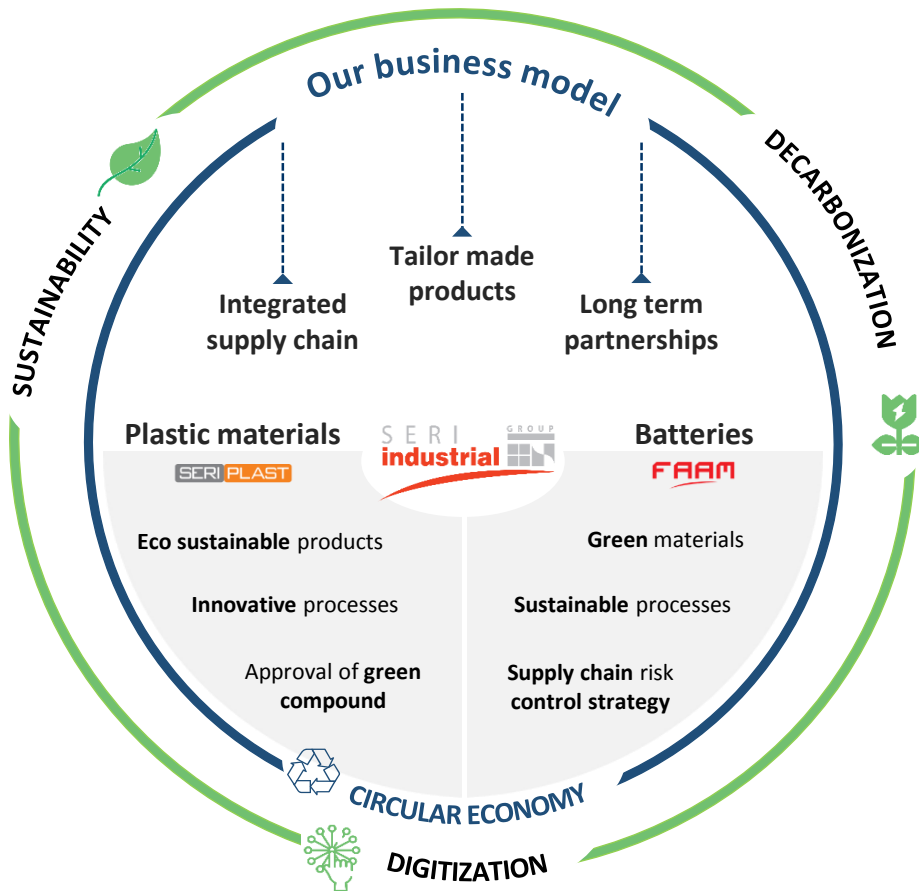 Our business model
SUSTAINABILITY
DECARBONIZATION
Integrated
supply chain
Tailor made
products
Long term
partnerships
Plastic materials
SERI PLAST
SERI
industrial
GROUP
Batteries
FAAM
Eco sustainable products
Innovative processes
Approval of green
compound
Green materials
Sustainable processes
Supply chain risk
control strategy
CIRCULAR ECONOMY
DIGITIZATION